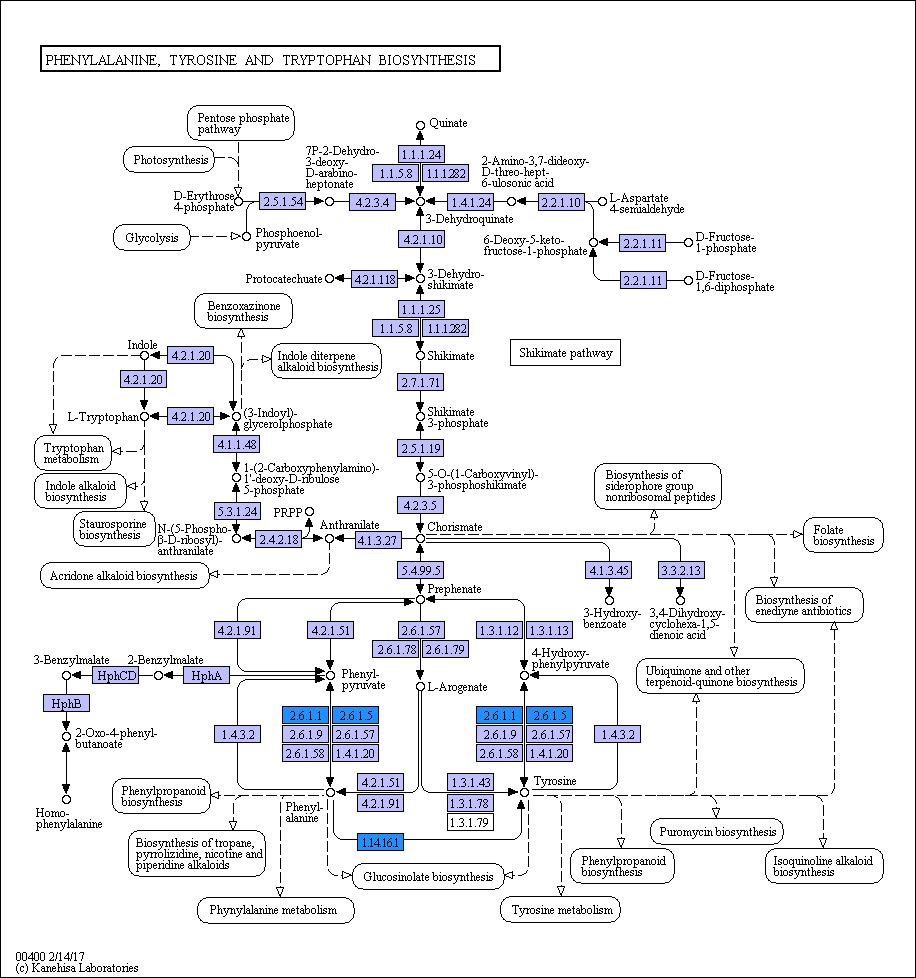 PHENYLALANINE, TYROSINE AND TRYPTOPHAN BIOSYNTHESIS
Pentose phosphate
pathway
Photosynthesis
Glycolysis
D-Erythrose
4-phosphate
2.5.1.54
Phosphoenol-
pyruvate
7P-2-Dehydro-
3-deoxy-
D-arabino-
heptonate
4.2.3.4
Quinate
1.1.1.24
1.1.5.8
1.1.1.282
2-Amino-3,7-dideoxy-
D-threo-hept-
6-ulosonic acid
1.4.1.24
2.2.1.10
L-Aspartate
4-semialdehyde
3-Dehydroquinate
4.2.1.10
6-Deoxy-5-keto-
fructose-1-phosphate
2.2.1.11
D-Fructose-
1-phosphate
Protocatechuate
4.2.1.118
3-Dehydro-
shikimate
2.2.1.11
D-Fructose-
1,6-diphosphate
Benzoxazinone
biosynthesis
1.1.1.25
1.1.5.8
1.1.1.282
Indole
4.2.1.20
Indole diterpene
alkaloid biosynthesis
Shikimate
Shikimate pathway
4.2.1.20
2.7.1.71
L-Tryptophan
4.2.1.20
(3-Indoyl)-
glycerolphosphate
Shikimate
3-phosphate
Tryptophan
metabolism
4.1.1.48
2.5.1.19
Indole alkaloid
biosynthesis
1-(2-Carboxyphenylamino)-
1'-deoxy-D-ribulose
5-phosphate
5-O-(1-Carboxyvinyl)-
3-phosphoshikimate
Biosynthesis of
siderophore group
nonribosomal peptides
Staurosporine
biosynthesis
5.3.1.24
PRPP
4.2.3.5
N-(5-Phospho-
β-D-ribosyl)-
anthranilate
2.4.2.18
Anthranilate
4.1.3.27
Chorismate
Folate
biosynthesis
Acridone alkaloid biosynthesis
5.4.99.5
4.1.3.45
3.3.2.13
Prephenate
3-Hydroxy-
benzoate
3,4-Dihydroxy-
cyclohexa-1,5-
dienoic acid
Biosynthesis of
enediyne antibiotics
4.2.1.91
4.2.1.51
2.6.1.57
2.6.1.78
2.6.1.79
1.3.1.12
1.3.1.13
3-Benzylmalate
HphCD
2-Benzylmalate
HphA
Phenyl-
pyruvate
L-Arogenate
4-Hydroxy-
phenylpyruvate
Ubiquinone and other
terpenoid-quinone biosynthesis
HphB
2-Oxo-4-phenyl-
butanoate
1.4.3.2
2.6.1.1
2.6.1.5
2.6.1.9
2.6.1.57
2.6.1.58
1.4.1.20
2.6.1.1
2.6.1.5
2.6.1.9
2.6.1.57
2.6.1.58
1.4.1.20
1.4.3.2
Homo-
phenylalanine
Phenylpropanoid
biosynthesis
Phenyl-
alanine
4.2.1.51
4.2.1.91
1.3.1.43
1.3.1.78
1.3.1.79
Tyrosine
Biosynthesis of tropane,
pyrrolizidine, nicotine and
piperidine alkaloids
1.14.16.1
Puromycin biosynthesis
Phenylpropanoid
biosynthesis
Isoquinoline alkaloid
biosynthesis
Glucosinolate biosynthesis
Phynylalanine metabolism
Tyrosine metabolism
00400 2/14/17
(c) Kanehisa Laboratories